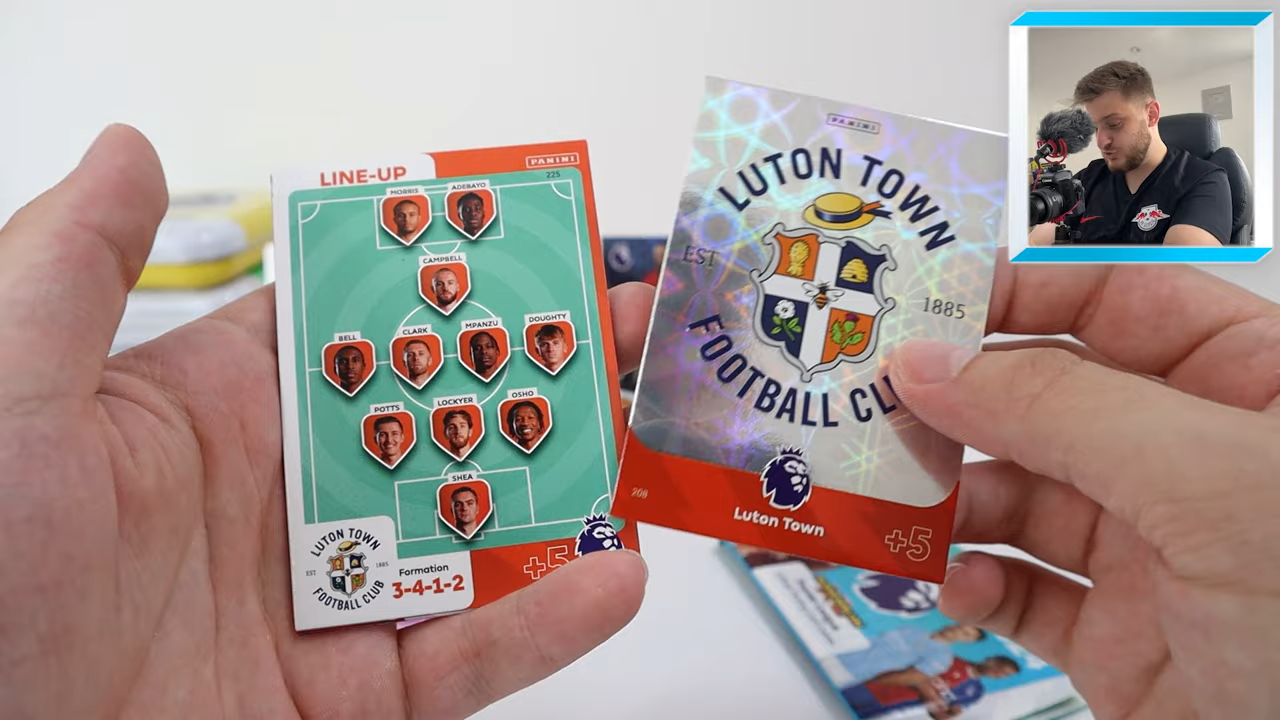 LINE-UP
PANINI
225
MORRIS
ADEBAYO
CAMPBELL
BELL
CLARK
MPANZU
DOUGHTY
POTTS
LOCKYER
OSHO
SHEA
LUTON TOWN
EST
1885
FOOTBALL CLUB
Formation
3-4-1-2
+5
PANINI
LUTON TOWN
EST
1885
FOOTBALL CLU
208
Luton Town
+5